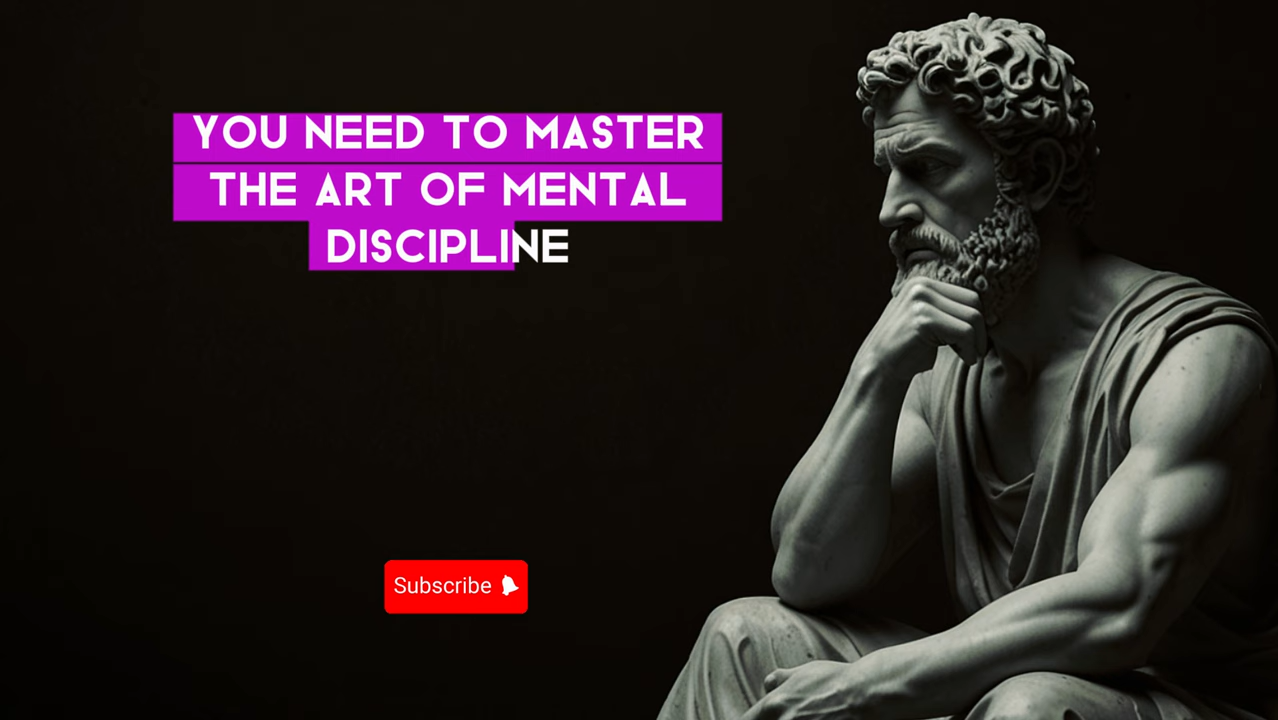 YOU NEED TO MASTER
THE ART OF MENTAL
DISCIPLINE
Subscribe